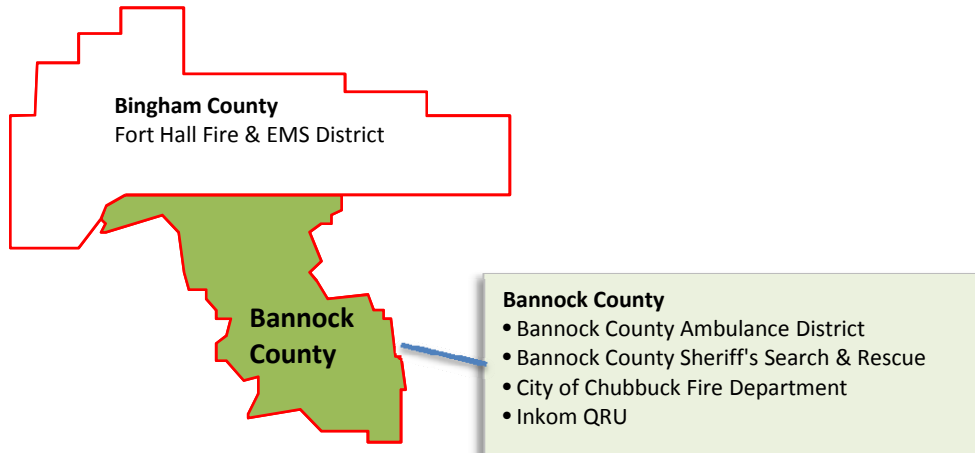 Bingham County
Fort Hall Fire & EMS District
Bannock
County
Bannock County
• Bannock County Ambulance District
• Bannock County Sheriff's Search & Rescue
• City of Chubbuck Fire Department
• Inkom QRU